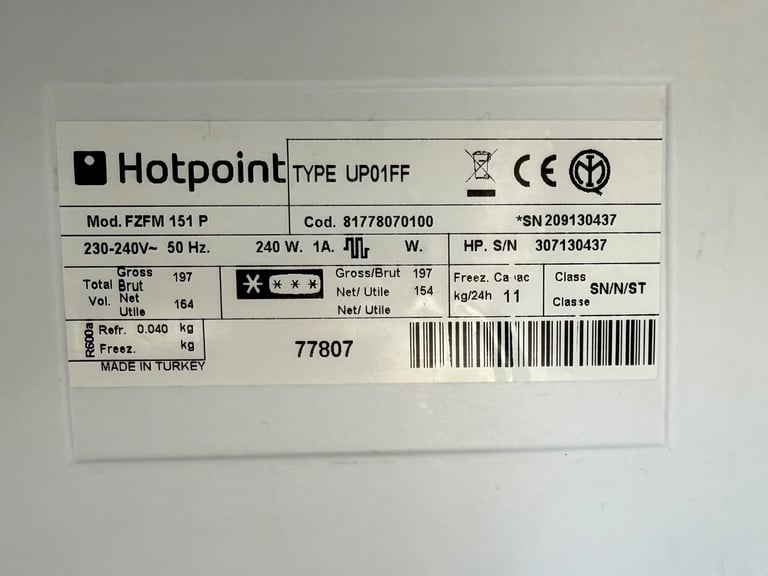 Hotpoint TYPE UP01FF CE
Mod. FZFM 151 P Cod. 81778070100 *SN 209130437
230-240V~ 50 Hz. 240 W. 1A. W. HP. S/N 307130437
Total Vol. Gross Brut 197 Net Utile 164
* *** Gross/Brut 197
Net/ Utile 154
Net/ Utile
Freez. Ca ac
kg/24h 11
Class SN/N/ST
Classe
R600a Refr. 0.040 kg
Freez. kg
77807
MADE IN TURKEY